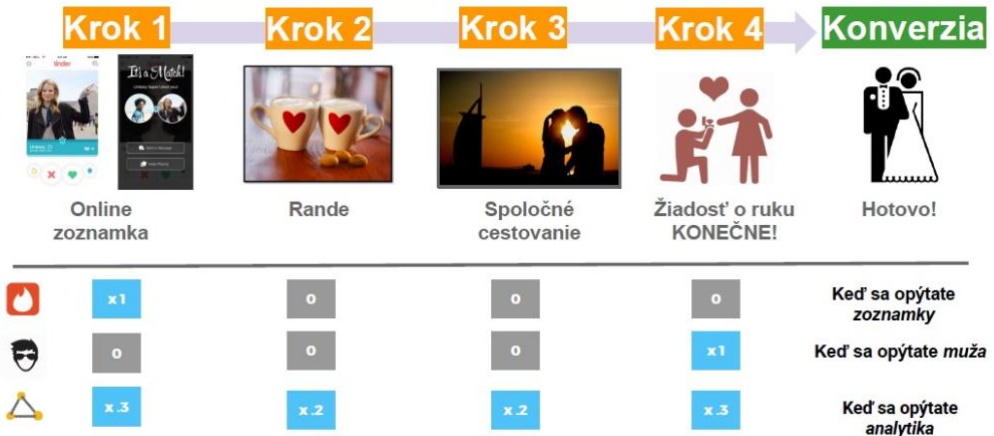 Krok 1
Krok 2
Krok 3
Krok 4
Konverzia
tinder
It's a Match!
Online
zoznamka
Rande
Spoločné
cestovanie
Žiadosť o ruku
KONEČNE!
Hotovo!
x1
0
0
0
Keď sa opýtate
zoznamky
0
0
0
x1
Keď sa opýtate muža
x .3
x .2
x .2
x .3
Keď sa opýtate
analytika